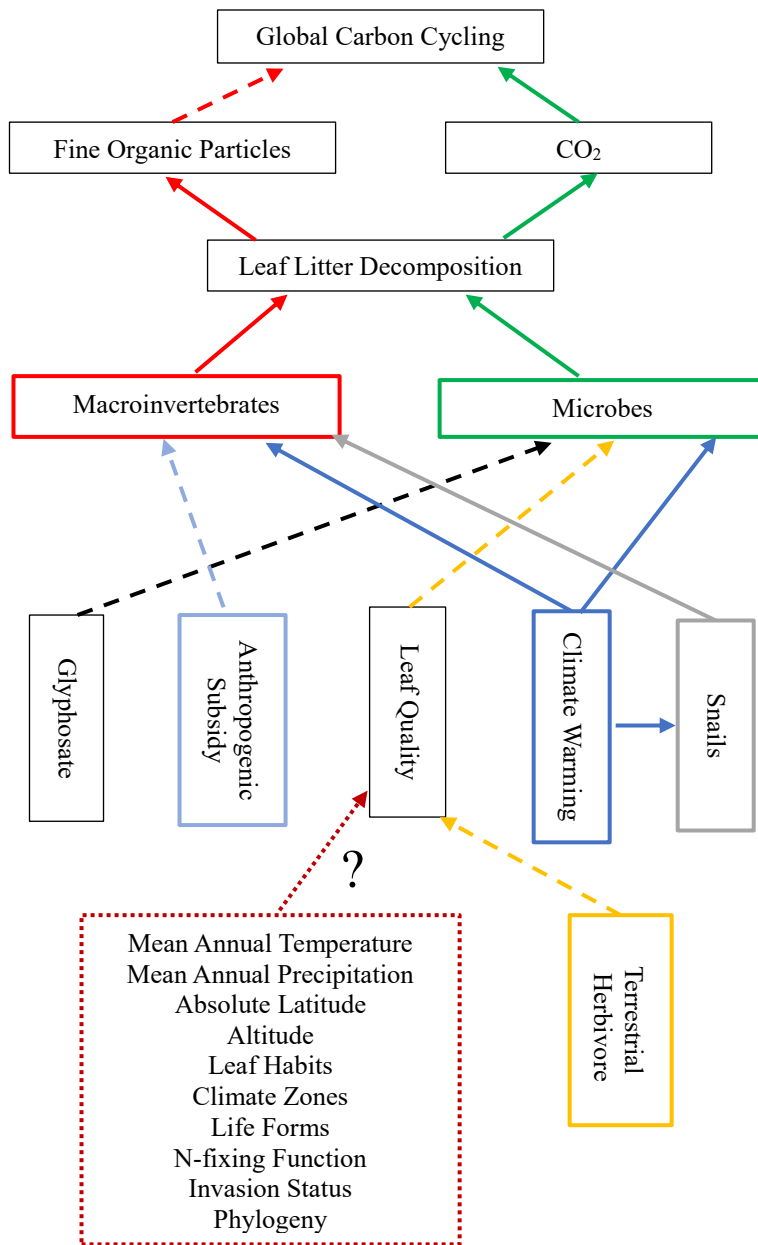 Global Carbon Cycling
Fine Organic Particles
CO₂
Leaf Litter Decomposition
Macroinvertebrates
Microbes
Glyphosate
Anthropogenic
Subsidy
Leaf Quality
Climate Warming
Snails
?
Mean Annual Temperature
Mean Annual Precipitation
Absolute Latitude
Altitude
Leaf Habits
Climate Zones
Life Forms
N-fixing Function
Invasion Status
Phylogeny
Terrestrial
Herbivore